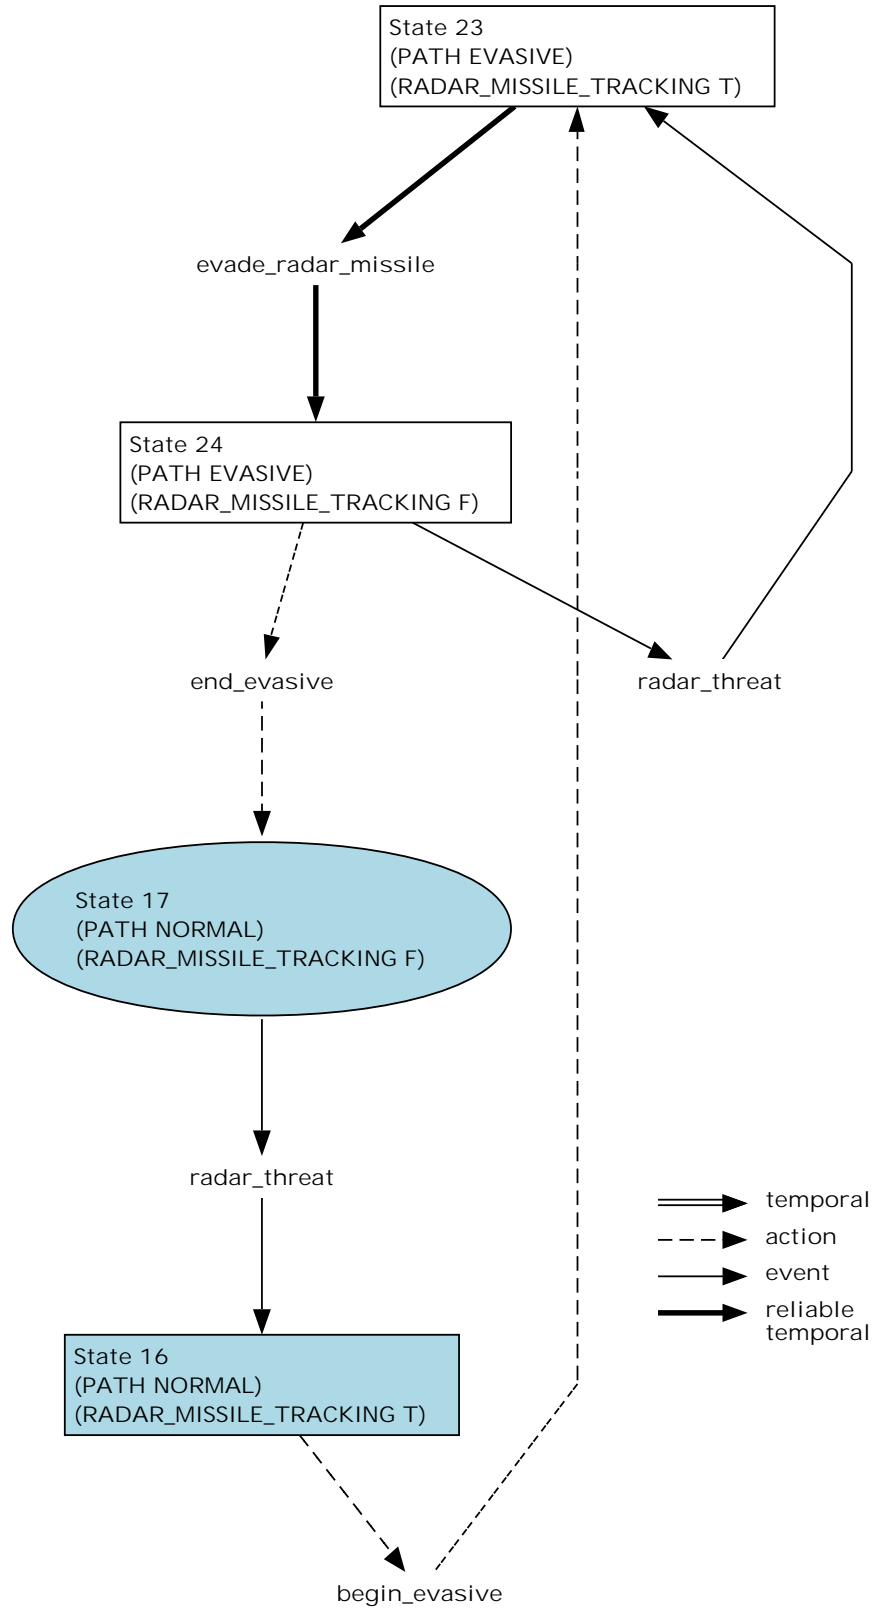 State 23
(PATH EVASIVE)
(RADAR_MISSILE_TRACKING T)
evade_radar_missile
State 24
(PATH EVASIVE)
(RADAR_MISSILE_TRACKING F)
end_evasive
radar_threat
State 17
(PATH NORMAL)
(RADAR_MISSILE_TRACKING F)
radar_threat
temporal
action
event
reliable
temporal
State 16
(PATH NORMAL)
(RADAR_MISSILE_TRACKING T)
begin_evasive